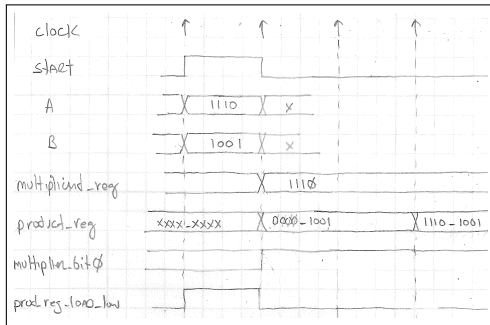 clock
start
A 1110 x
B 1001 x
multiplicand_reg 1110
product_reg xxxx_xxxx 0000_1001 1110_1001
multiplier_bit0
prod_reg_load_low